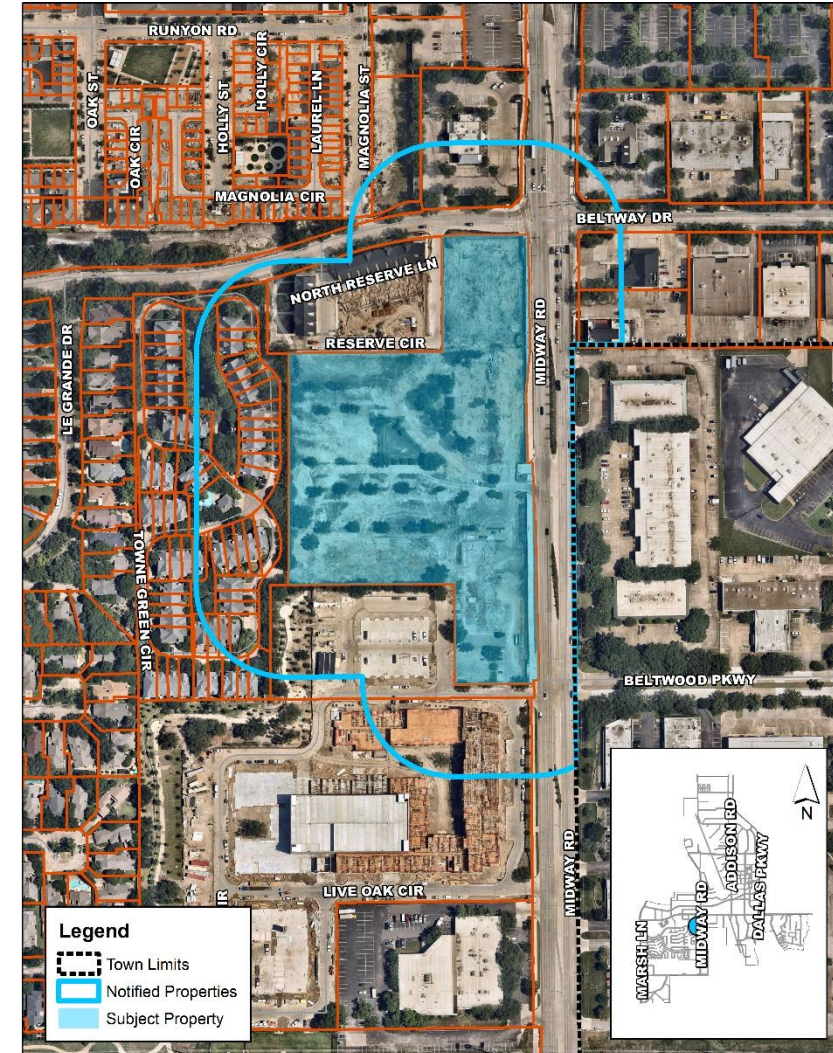 RUNYON RD
OAK ST
OAK CIR
HOLLY ST
HOLLY CIR
LAUREL LN
MAGNOLIA ST
MAGNOLIA CIR
BELTWAY DR
NORTH RESERVE LN
RESERVE CIR
MIDWAY RD
LE GRANDE DR
TOWNE GREEN CIR
BELTWOOD PKWY
MIDWAY RD
LIVE OAK CIR
IR
Legend
Town Limits
Notified Properties
Subject Property
N
MARSH LN
MIDWAY RD
ADDISON RD
DALLAS PKWY